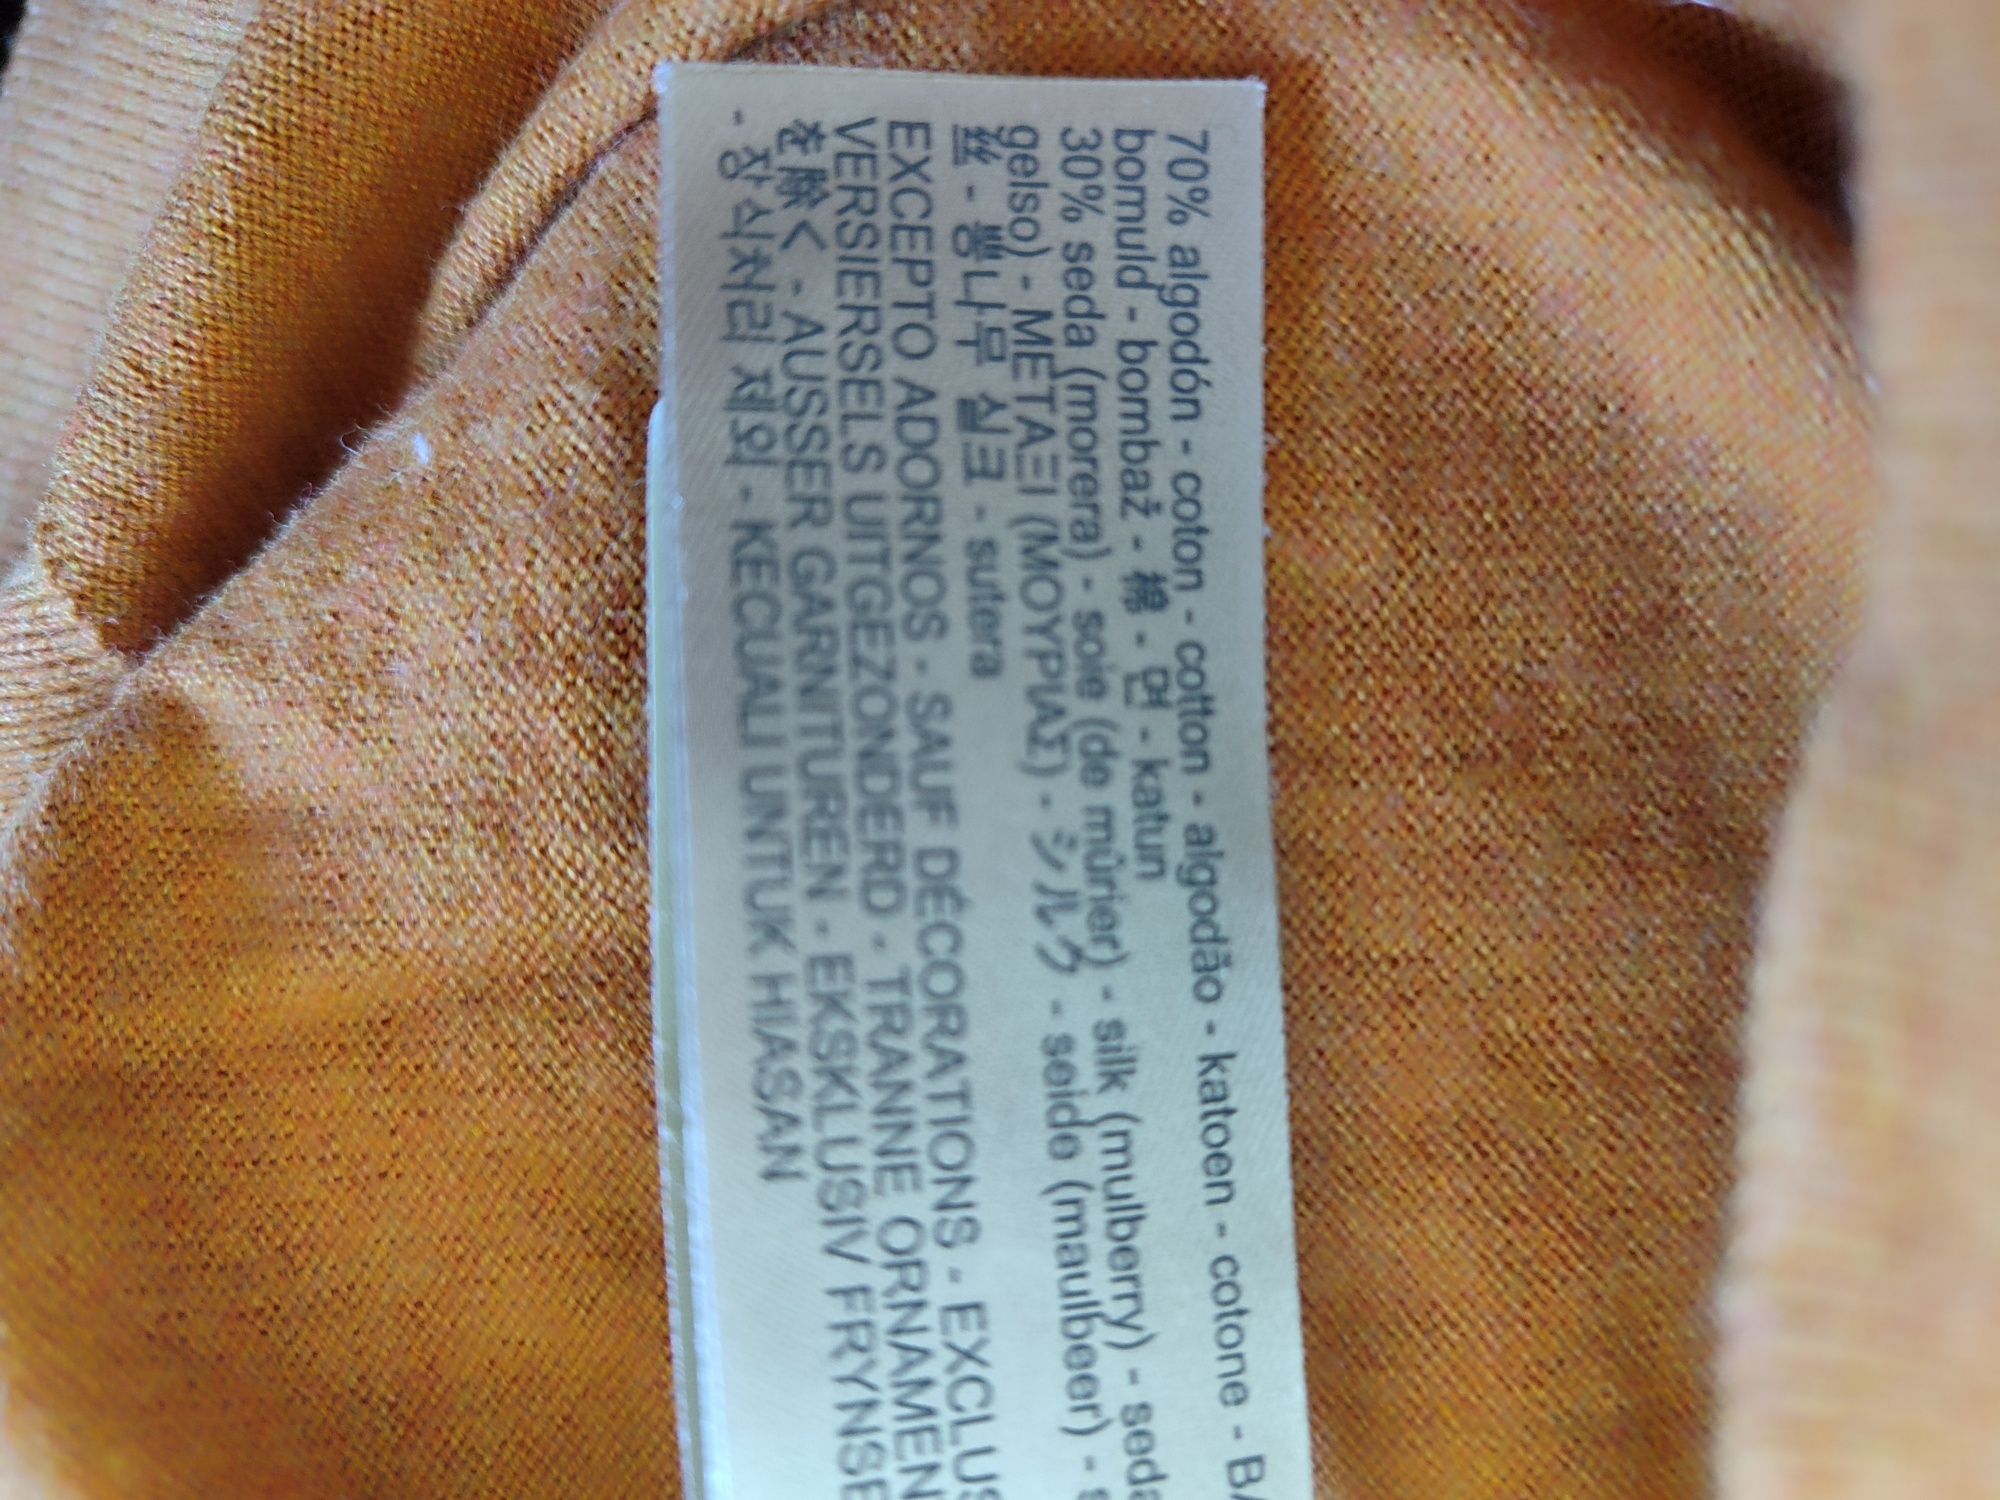 70% algodón - coton - cotton - algodão - katoen - cotone -
bomuld - bombaž - 棉 - 면 - katun
30% seda (morera) - soie (de mûrier) - silk (mulberry) - seda
gelso) - ΜΕΤΑΞΙ (ΜΟΥΡΙΑΣ) - シルク - seide (maulbeer) -
丝 - 뽕나무 실크 - sutera
EXCEPTO ADORNOS - SAUF DÉCORATIONS - EXCLUS
VERSIERSELS UITGEZONDERD - TRANNE ORNAMEN
を除く - AUSSER GARNITUREN - EKSKLUSIV FRYNSE
- 장식처리 제외 - KECUALI UNTUK HIASAN